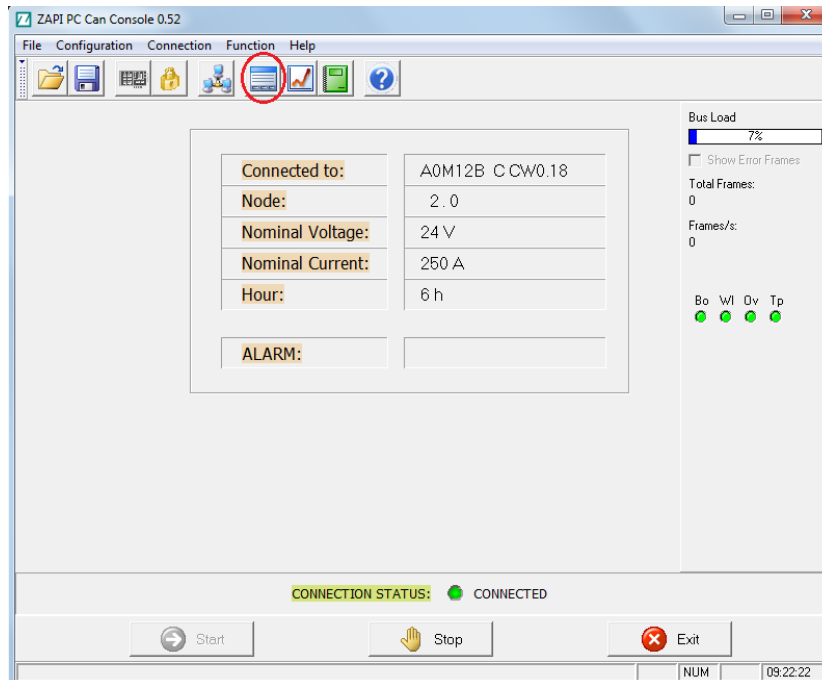 ZAPI PC Can Console 0.52
File Configuration Connection Function Help
Bus Load
7%
Show Error Frames
Total Frames:
0
Frames/s:
0
Bo Wl Ov Tp
Connected to: A0M12B C CW0.18
Node: 2.0
Nominal Voltage: 24 V
Nominal Current: 250 A
Hour: 6 h
ALARM:
CONNECTION STATUS: CONNECTED
Start Stop Exit
NUM 09:22:22